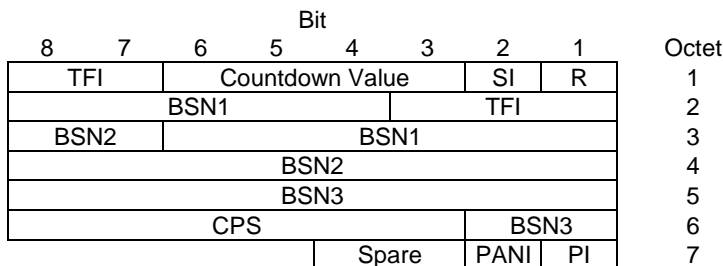 Bit
8 7 6 5 4 3 2 1 Octet
TFI Countdown Value SI R 1
BSN1 TFI 2
BSN2 BSN1 3
BSN2 4
BSN3 5
CPS BSN3 6
Spare PANI PI 7